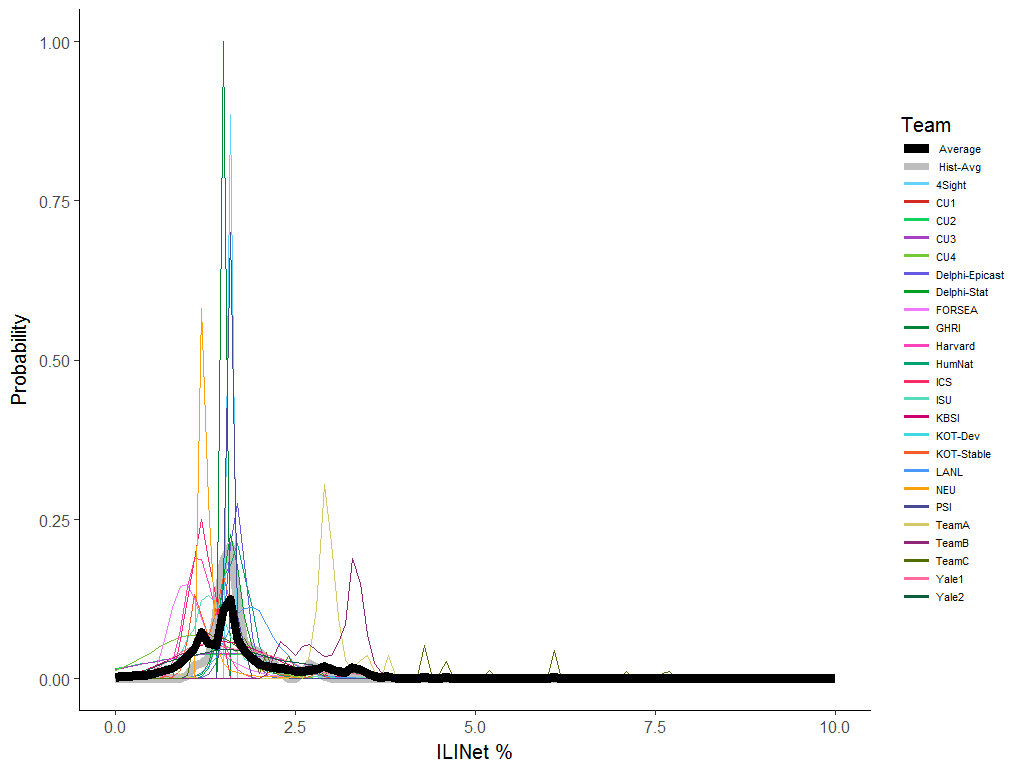 1.00
0.75
0.50
0.25
0.00
Probability
0.0 2.5 5.0 7.5 10.0
ILINet %
Team
Average
Hist-Avg
4Sight
CU1
CU2
CU3
CU4
Delphi-Epicast
Delphi-Stat
FORSEA
GHRI
Harvard
HumNat
ICS
ISU
KBSI
KOT-Dev
KOT-Stable
LANL
NEU
PSI
TeamA
TeamB
TeamC
Yale1
Yale2